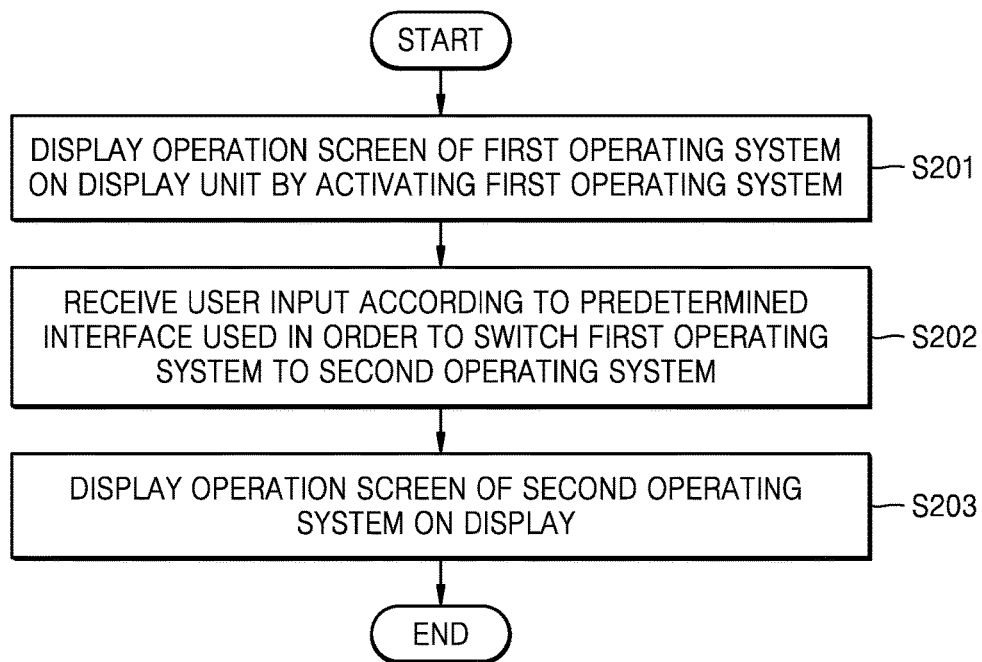 START
DISPLAY OPERATION SCREEN OF FIRST OPERATING SYSTEM
ON DISPLAY UNIT BY ACTIVATING FIRST OPERATING SYSTEM
S201
RECEIVE USER INPUT ACCORDING TO PREDETERMINED
INTERFACE USED IN ORDER TO SWITCH FIRST OPERATING
SYSTEM TO SECOND OPERATING SYSTEM
S202
DISPLAY OPERATION SCREEN OF SECOND OPERATING
SYSTEM ON DISPLAY
S203
END